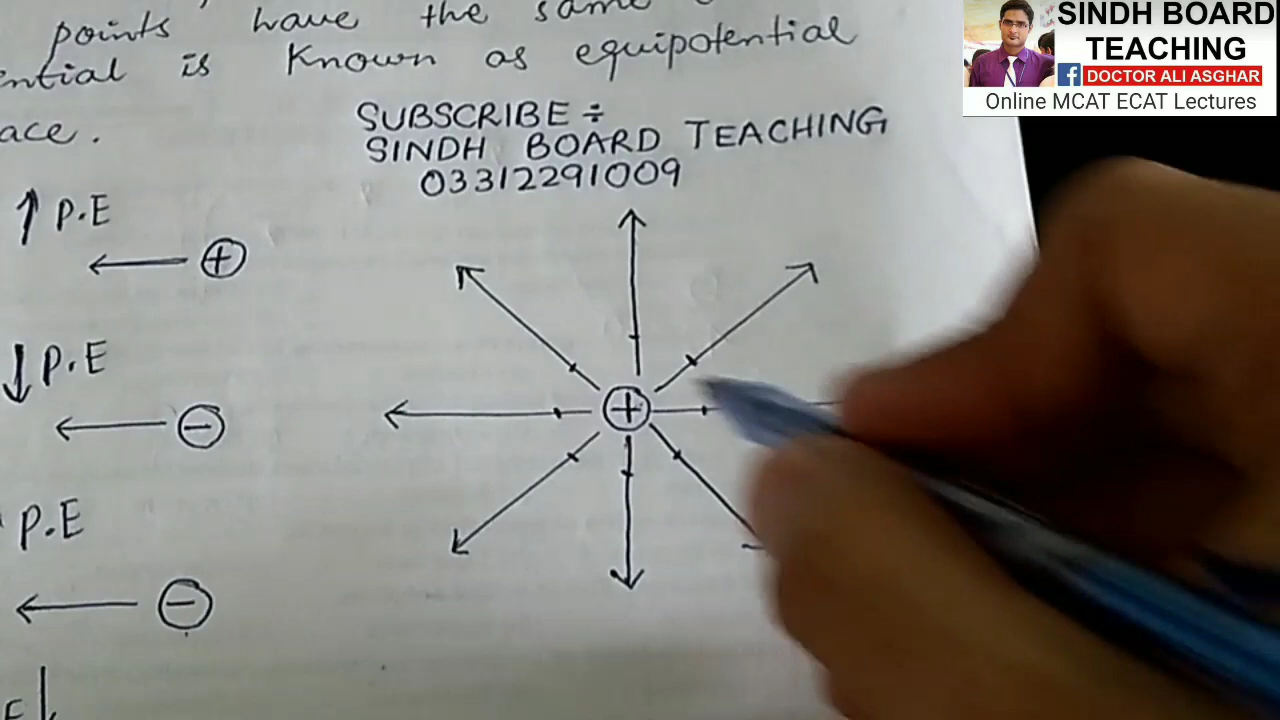 points have the same
ential is known as equipotential
ace.
SUBSCRIBE ÷
SINDH BOARD TEACHING
03312291009
↑ P.E
← +
↓ P.E
← −
P.E
← −
E ↓
+
SINDH BOARD
TEACHING
f DOCTOR ALI ASGHAR
Online MCAT ECAT Lectures